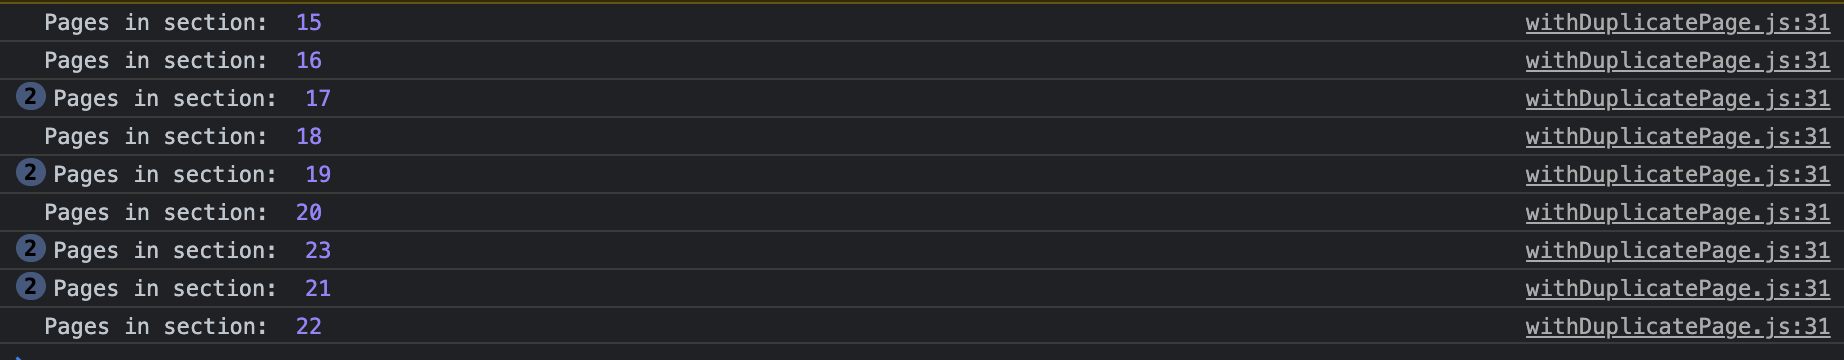 Pages in section: 15 withDuplicatePage.js:31
Pages in section: 16 withDuplicatePage.js:31
2 Pages in section: 17 withDuplicatePage.js:31
Pages in section: 18 withDuplicatePage.js:31
2 Pages in section: 19 withDuplicatePage.js:31
Pages in section: 20 withDuplicatePage.js:31
2 Pages in section: 23 withDuplicatePage.js:31
2 Pages in section: 21 withDuplicatePage.js:31
Pages in section: 22 withDuplicatePage.js:31